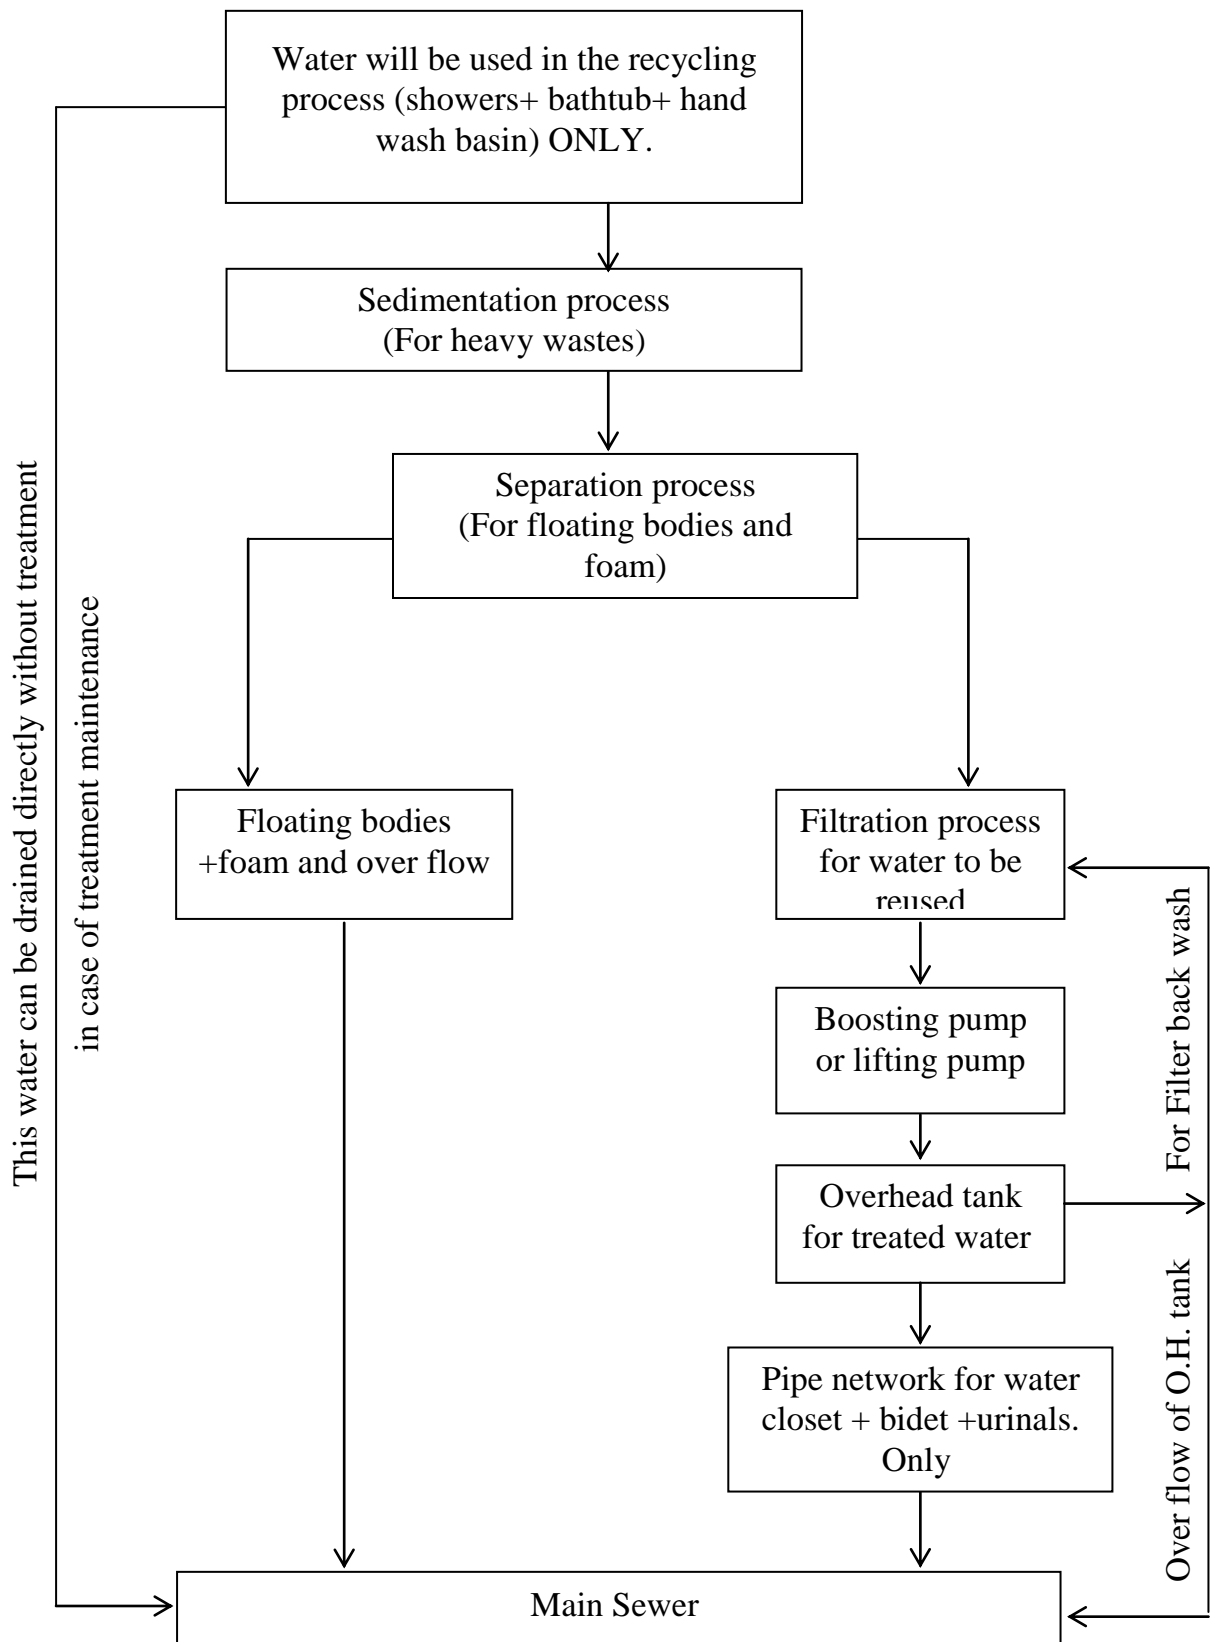 Water will be used in the recycling
process (showers+ bathtub+ hand
wash basin) ONLY.
Sedimentation process
(For heavy wastes)
Separation process
(For floating bodies and
foam)
This water can be drained directly without treatment
in case of treatment maintenance
Floating bodies
+foam and over flow
Filtration process
for water to be
reused
For Filter back wash
Boosting pump
or lifting pump
Overhead tank
for treated water
Over flow of O.H. tank
Pipe network for water
closet + bidet +urinals.
Only
Main Sewer